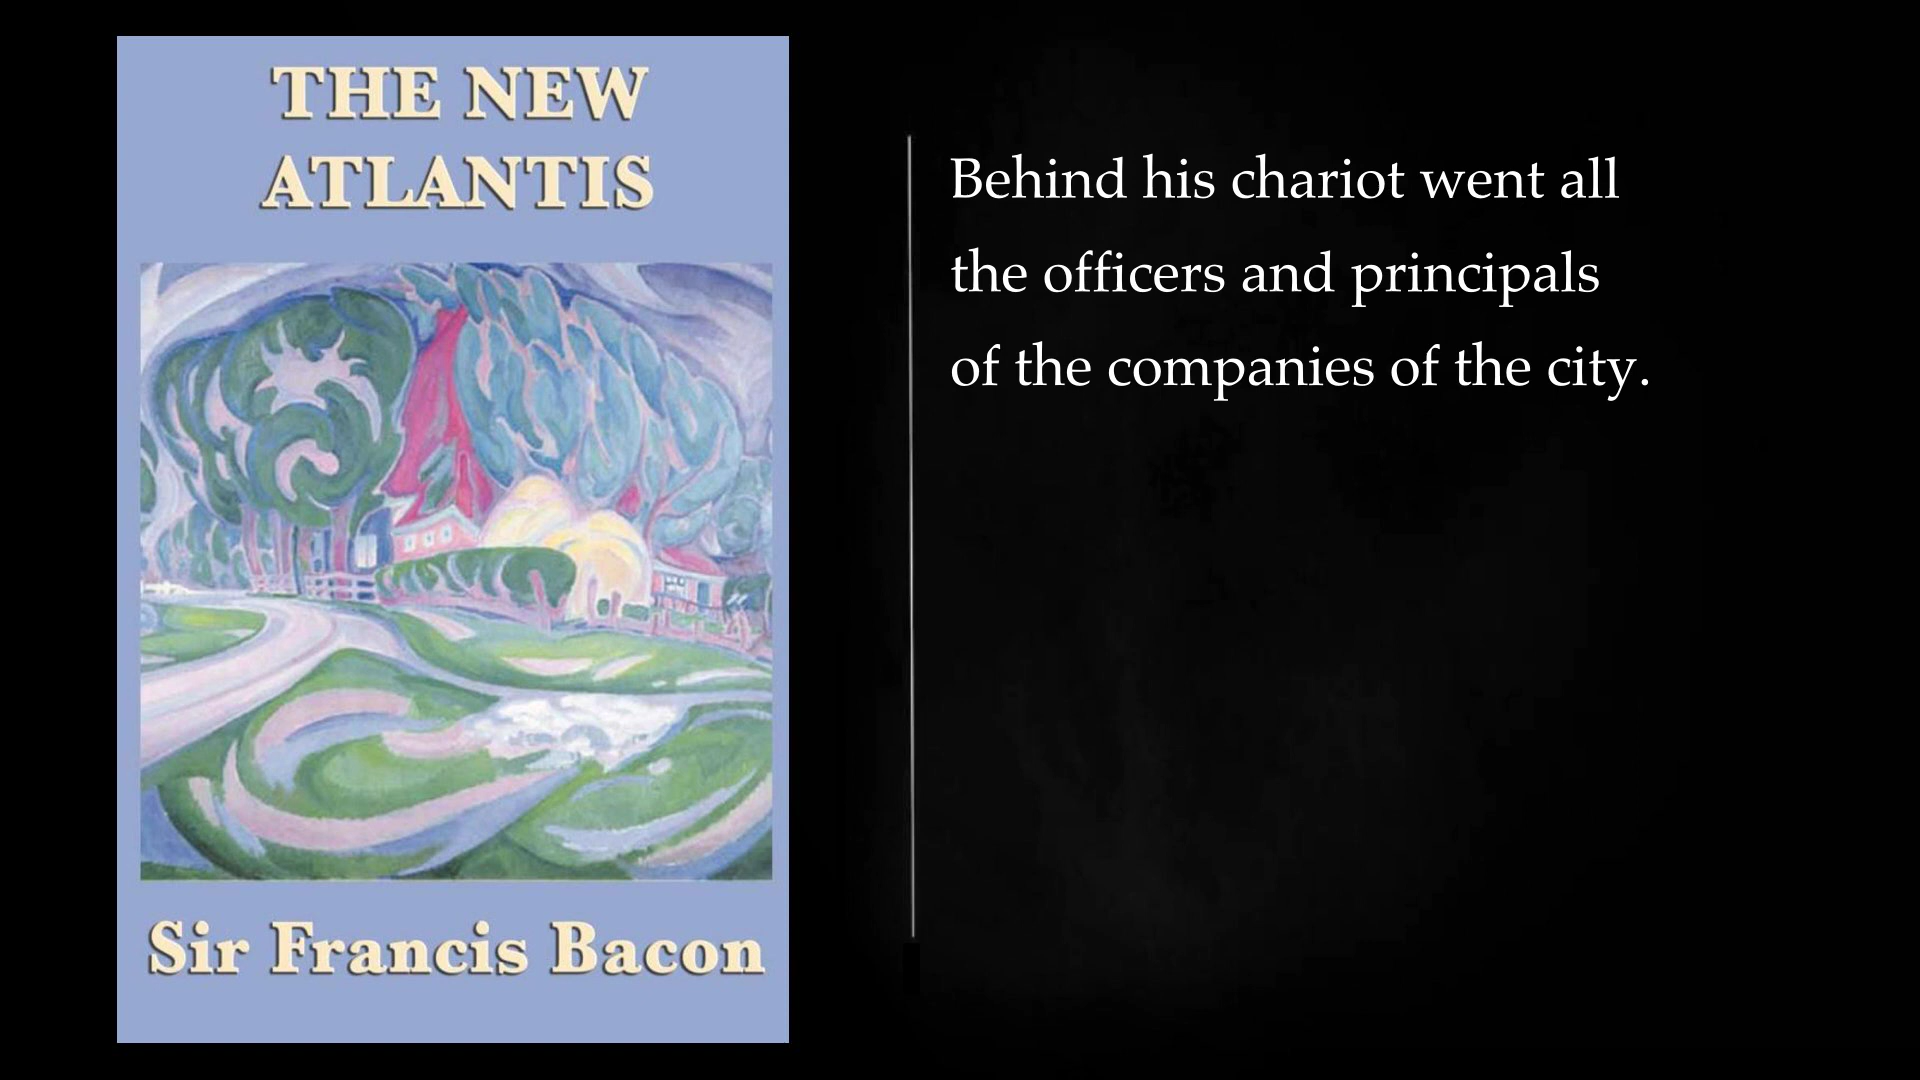 THE NEW
ATLANTIS
Sir Francis Bacon
Behind his chariot went all
the officers and principals
of the companies of the city.